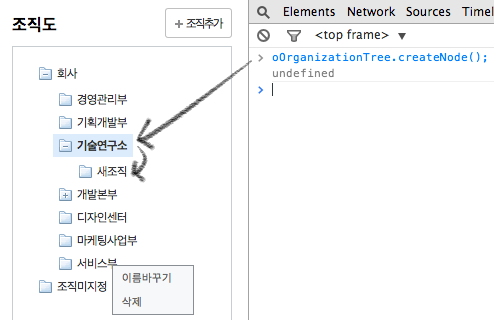 조직도
+ 조직추가
회사
경영관리부
기획개발부
기술연구소
새조직
개발본부
디자인센터
마케팅사업부
서비스부
조직미지정
이름바꾸기
삭제
Elements Network Sources Timel
<top frame> ▼
> oOrganizationTree.createNode();
undefined
>